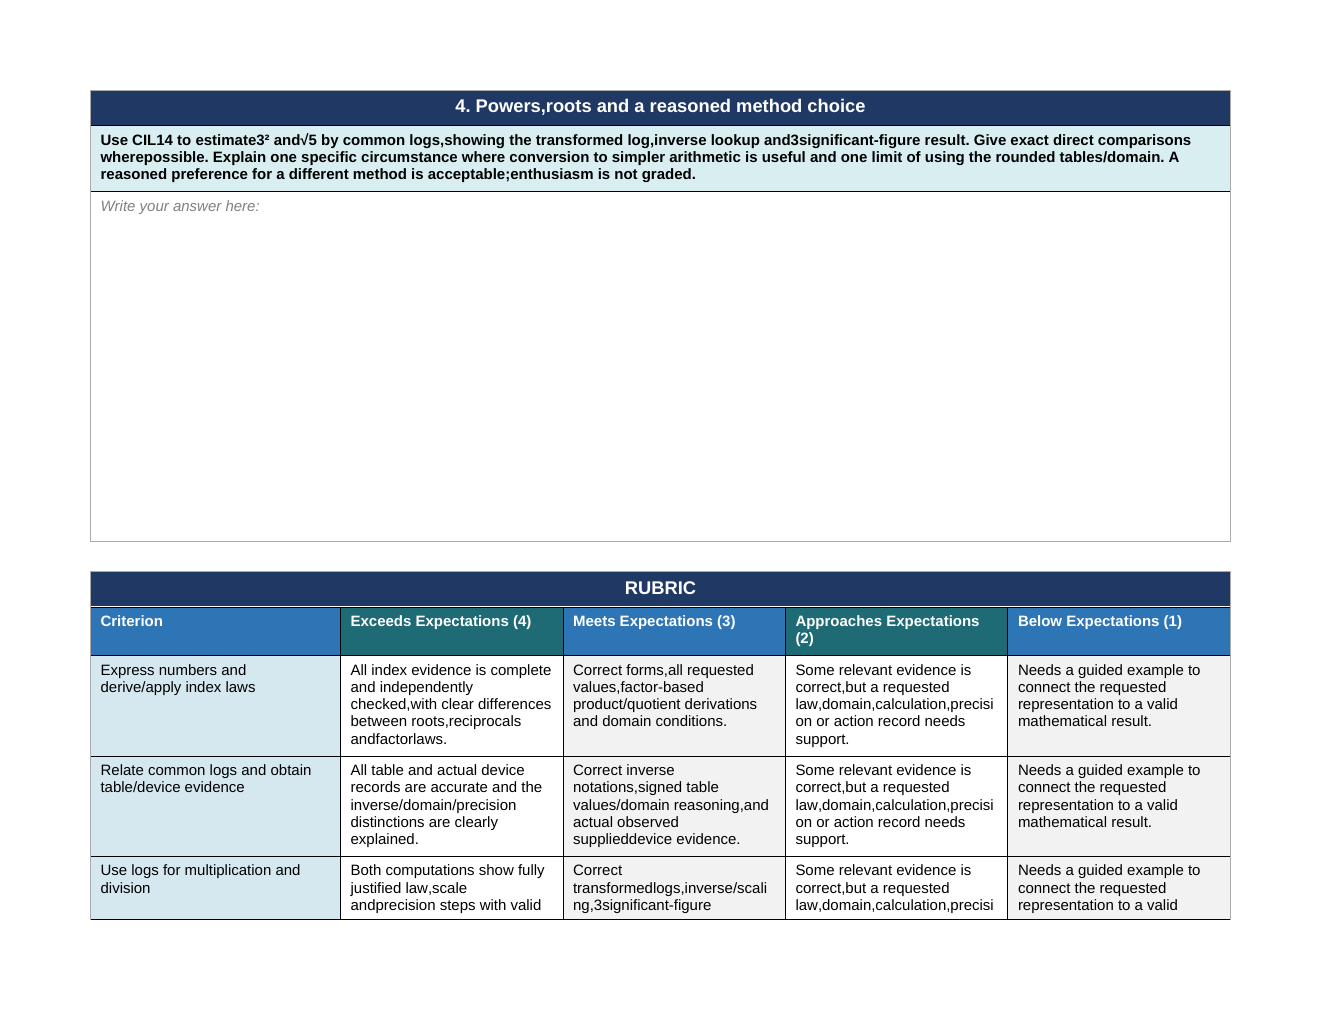 4. Powers,roots and a reasoned method choice
Use CIL14 to estimate3² and√5 by common logs,showing the transformed log,inverse lookup and3significant-figure result. Give exact direct comparisons
wherepossible. Explain one specific circumstance where conversion to simpler arithmetic is useful and one limit of using the rounded tables/domain. A
reasoned preference for a different method is acceptable;enthusiasm is not graded.
Write your answer here:
RUBRIC
Criterion
Exceeds Expectations (4)
Meets Expectations (3)
Approaches Expectations
(2)
Below Expectations (1)
Express numbers and
derive/apply index laws
All index evidence is complete
and independently
checked,with clear differences
between roots,reciprocals
andfactorlaws.
Correct forms,all requested
values,factor-based
product/quotient derivations
and domain conditions.
Some relevant evidence is
correct,but a requested
law,domain,calculation,precisi
on or action record needs
support.
Needs a guided example to
connect the requested
representation to a valid
mathematical result.
Relate common logs and obtain
table/device evidence
All table and actual device
records are accurate and the
inverse/domain/precision
distinctions are clearly
explained.
Correct inverse
notations,signed table
values/domain reasoning,and
actual observed
supplieddevice evidence.
Some relevant evidence is
correct,but a requested
law,domain,calculation,precisi
on or action record needs
support.
Needs a guided example to
connect the requested
representation to a valid
mathematical result.
Use logs for multiplication and
division
Both computations show fully
justified law,scale
andprecision steps with valid
Correct
transformedlogs,inverse/scali
ng,3significant-figure
Some relevant evidence is
correct,but a requested
law,domain,calculation,precisi
Needs a guided example to
connect the requested
representation to a valid